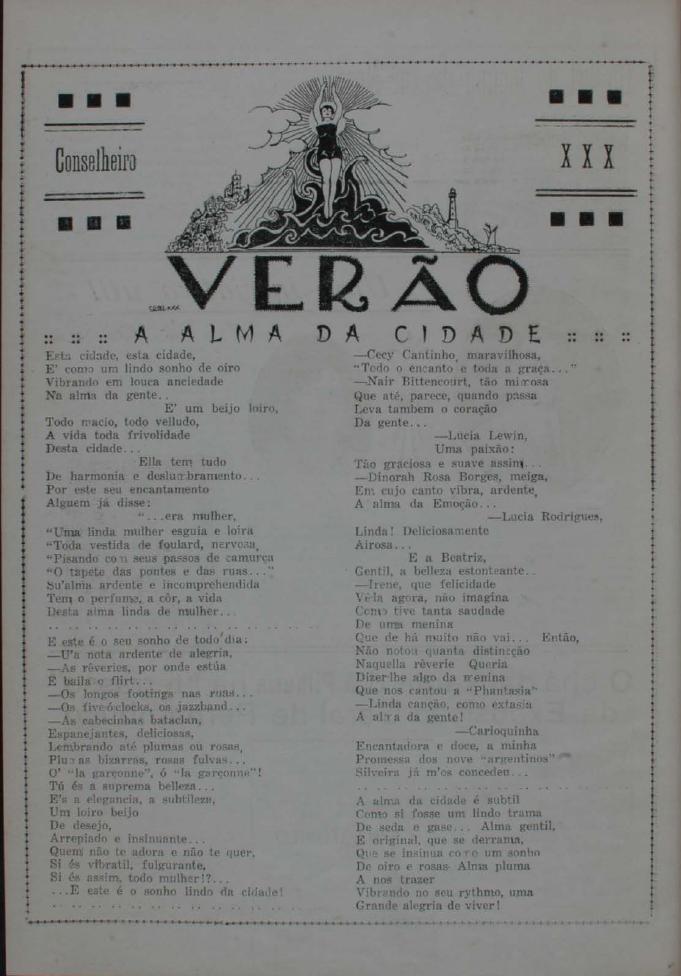 Conselheiro
X X X
VERÃO
A ALMA DA CIDADE
Esta cidade, esta cidade,
E' como um lindo sonho de oiro
Vibrando em louca anciedade
Na alma da gente..
E' um beijo loiro,
Todo macio, todo velludo,
A vida toda frivolidade
Desta cidade...
Ella tem tudo
De harmonia e deslumbramento...
Por este seu encantamento
Alguem já disse:
"...era mulher,
"Uma linda mulher esguia e loira
"Toda vestida de foulard, nervosa,
"Pisando com seus passos de camurça
"O tapete das pontes e das ruas..."
Su'alma ardente e incomprehendida
Tem o perfume, a côr, a vida
Desta alma linda de mulher...
E este é o seu sonho de todo dia:
—U'a nota ardente de alegria,
—As rêveries, por onde estúa
E baila o flirt...
—Os longos footings nas ruas...
—Os five-óclocks, os jazzband...
—As cabecinhas bataclan,
Espanejantes, deliciosas,
Lembrando até plumas ou rosas,
Plumas bizarras, rosas fulvas...
O' "la garçonne", ó "la garçonne"!
Tú és a suprema belleza...
E's a elegancia, a subtileza,
Um loiro beijo
De desejo,
Arrepiado e insinuante...
Quem não te adora e não te quer,
Si és vibratil, fulgurante,
Si és assim, todo mulher!?...
...E este é o sonho lindo da cidade!
—Cecy Cantinho, maravilhosa,
"Todo o encanto e toda a graça..."
—Nair Bittencourt, tão mimosa
Que até, parece, quando passa
Leva tambem o coração
Da gente...
—Lucia Lewin,
Uma paixão:
Tão graciosa e suave assim...
—Dinorah Rosa Borges, meiga,
Em cujo canto vibra, ardente,
A alma da Emoção...
—Lucia Rodrigues,
Linda! Deliciosamente
Airosa...
E a Beatriz,
Gentil, a belleza estonteante..
—Irene, que felicidade
Vê-la agora, não imagina
Como tive tanta saudade
De uma menina
Que de há muito não vai... Então,
Não notou quanta distincção
Naquella rêverie Queria
Dizer-lhe algo da menina
Que nos cantou a "Phantasia"
—Linda canção, como extasia
A alma da gente!
—Carioquinha
Encantadora e doce, a minha
Promessa dos nove "argentinos"
Silveira já m'os concedeu...
A alma da cidade é subtil
Como si fosse um lindo trama
De seda e gase... Alma gentil,
E original, que se derrama,
Que se insinua como um sonho
De oiro e rosas- Alma pluma
A nos trazer
Vibrando no seu rythmo, uma
Grande alegria de viver!